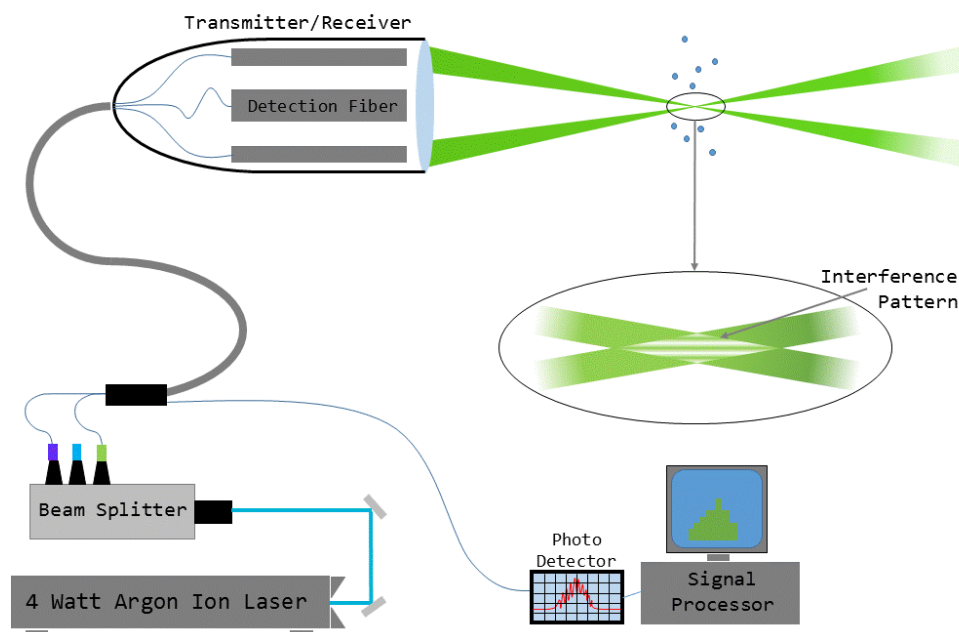 Transmitter/Receiver
Detection Fiber
Interference
Pattern
Beam Splitter
Photo
Detector
4 Watt Argon Ion Laser
Signal
Processor